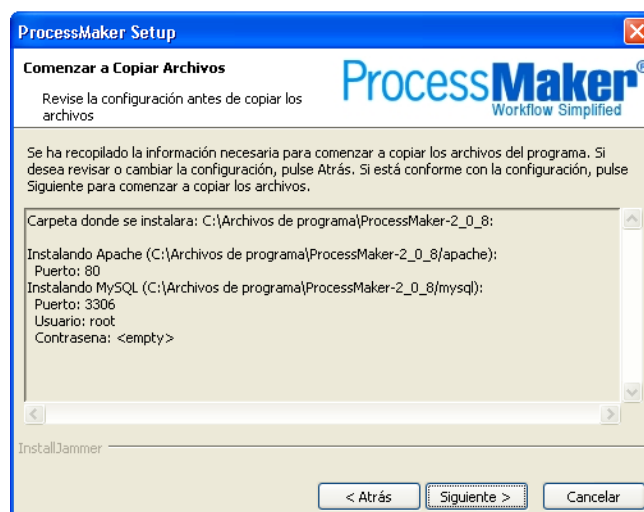 ProcessMaker Setup
Comenzar a Copiar Archivos
Revise la configuración antes de copiar los
archivos
ProcessMaker®
Workflow Simplified
Se ha recopilado la información necesaria para comenzar a copiar los archivos del programa. Si
desea revisar o cambiar la configuración, pulse Atrás. Si está conforme con la configuración, pulse
Siguiente para comenzar a copiar los archivos.
Carpeta donde se instalara: C:\Archivos de programa\ProcessMaker-2_0_8:
Instalando Apache (C:\Archivos de programa\ProcessMaker-2_0_8/apache):
Puerto: 80
Instalando MySQL (C:\Archivos de programa\ProcessMaker-2_0_8/mysql):
Puerto: 3306
Usuario: root
Contrasena: <empty>
InstallJammer
< Atrás
Siguiente >
Cancelar